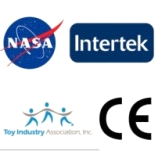 NASA
Intertek
Toy Industry Association, Inc.
CE